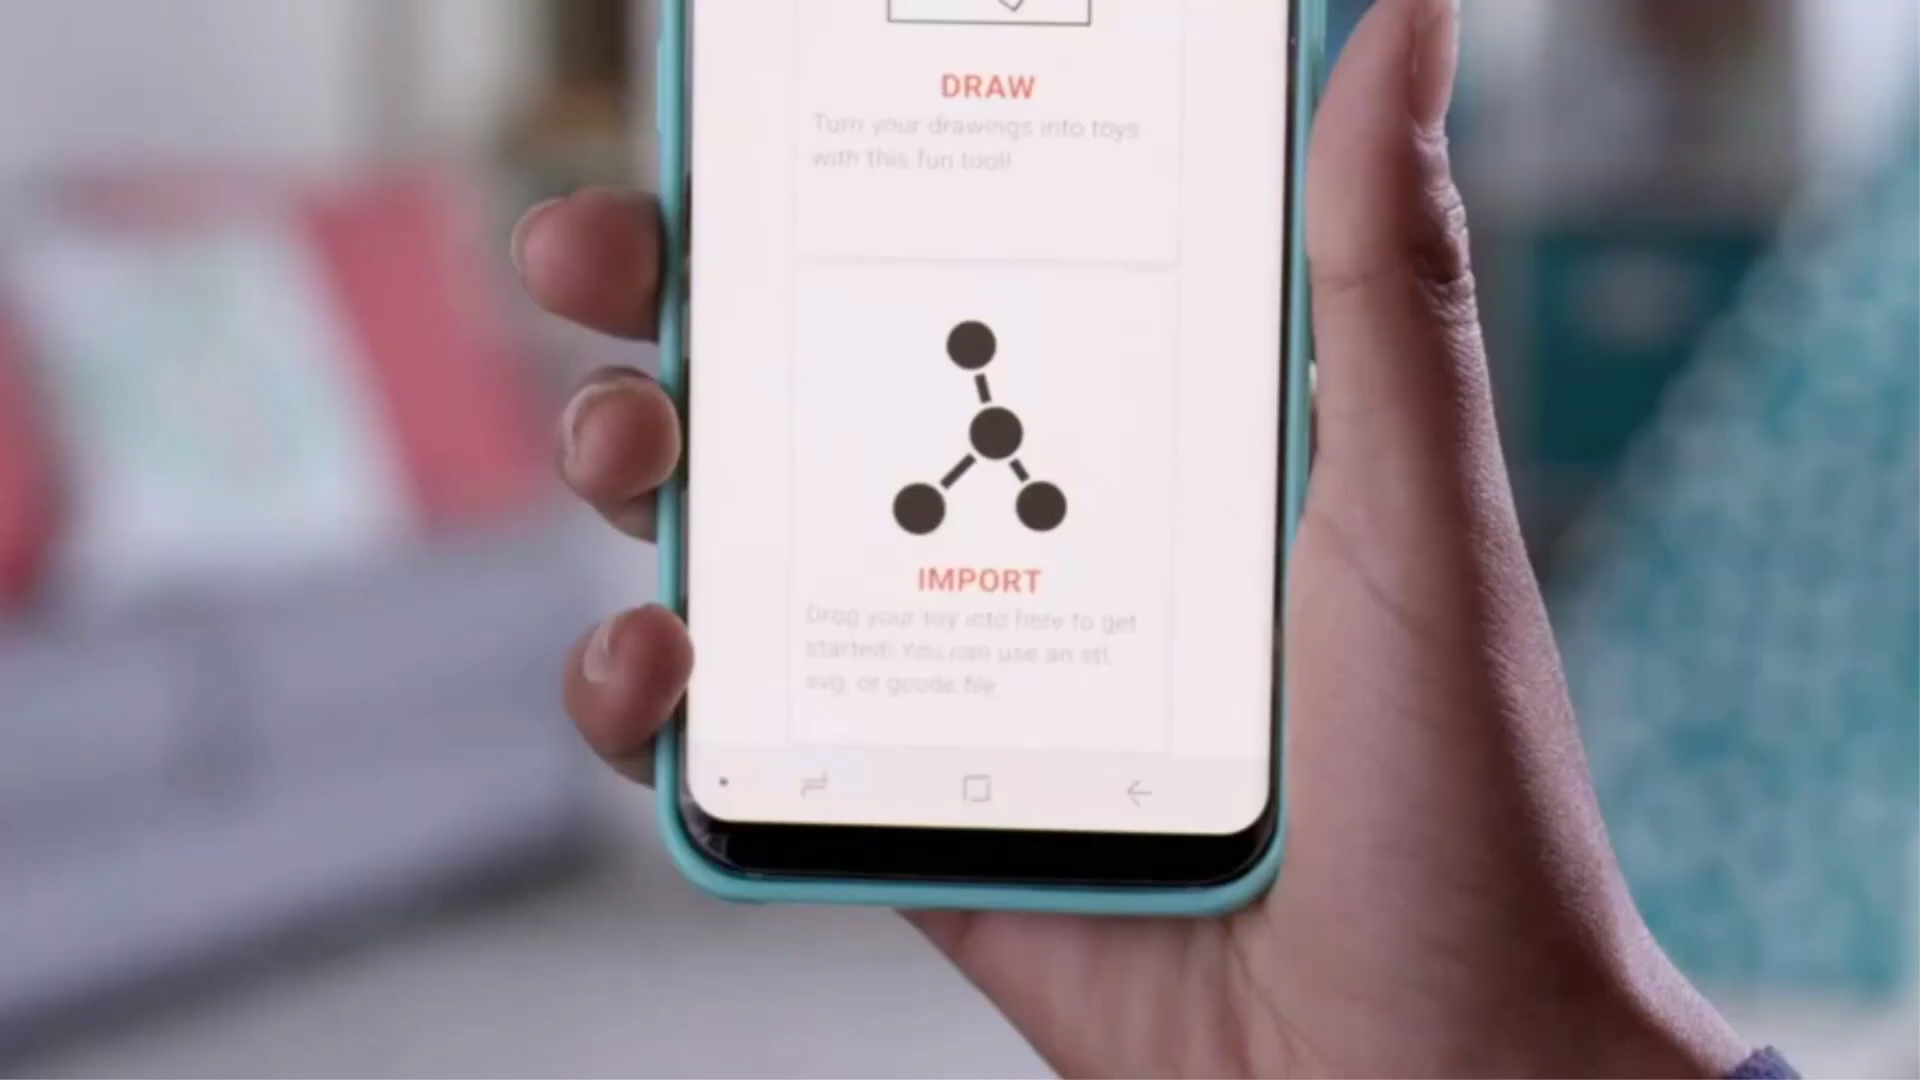 DRAW
Turn your drawings into toys
with this fun tool!
IMPORT
Drop your toy into here to get
started! You can use an stl,
svg, or gcode file